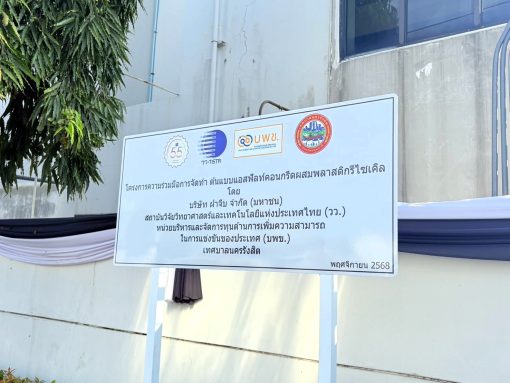 55
วว-TISTR
บพข.
โครงการความร่วมมือการจัดทำ ต้นแบบแอสฟัลท์คอนกรีตผสมพลาสติกรีไซเคิล
โดย
บริษัท ฝาจีบ จำกัด (มหาชน)
สถาบันวิจัยวิทยาศาสตร์และเทคโนโลยีแห่งประเทศไทย (วว.)
หน่วยบริหารและจัดการทุนด้านการเพิ่มความสามารถ
ในการแข่งขันของประเทศ (บพข.)
เทศบาลนครรังสิต
พฤศจิกายน 2568